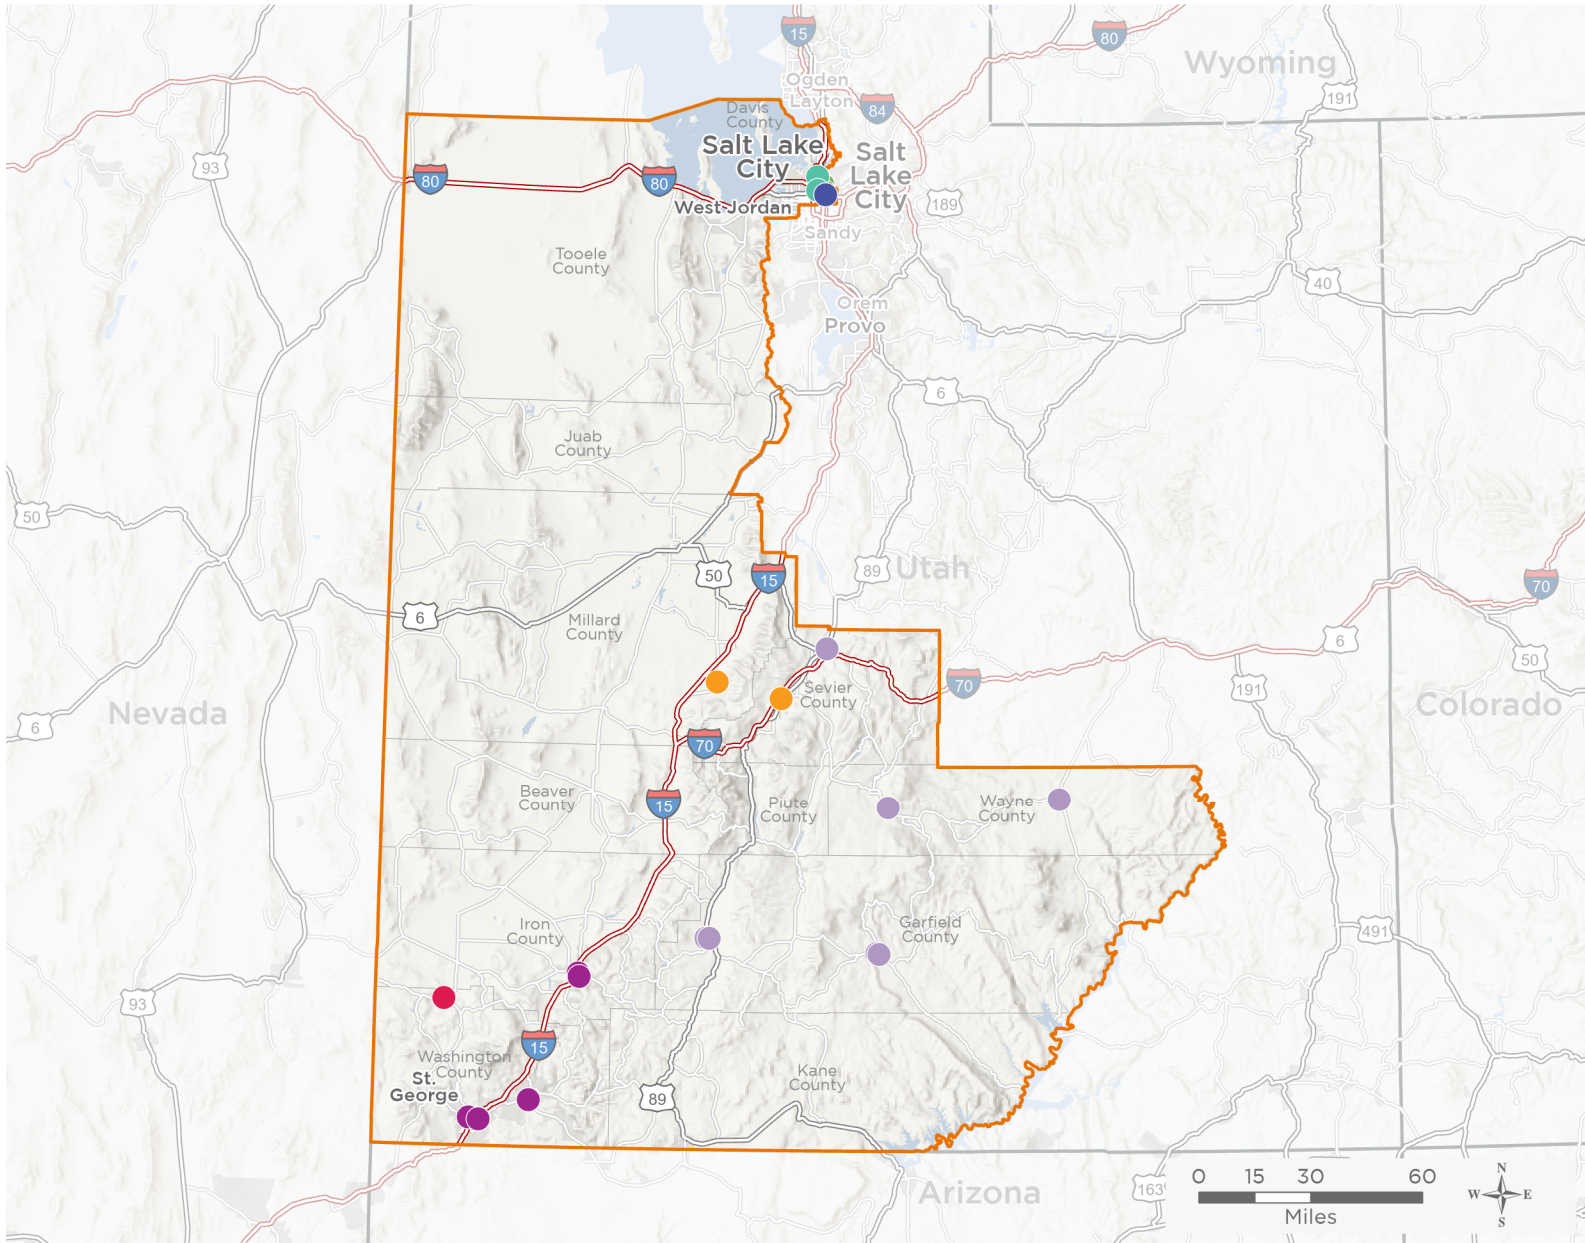 15
80
Wyoming
Ogden
Layton
191
84
Davis
County
Salt Lake
City
Salt
Lake
City
93
80
80
189
West Jordan
Sandy
Tooele
County
40
Orem
Provo
6
Juab
County
50
50
15
89
Utah
70
6
Millard
County
6
50
70
191
Sevier
County
Nevada
6
Colorado
70
Beaver
County
15
Piute
County
Wayne
County
Iron
County
Garfield
County
491
93
15
Washington
County
St.
George
Kane
County
89
Arizona
163
0 15 30 60
Miles
N
W E
S